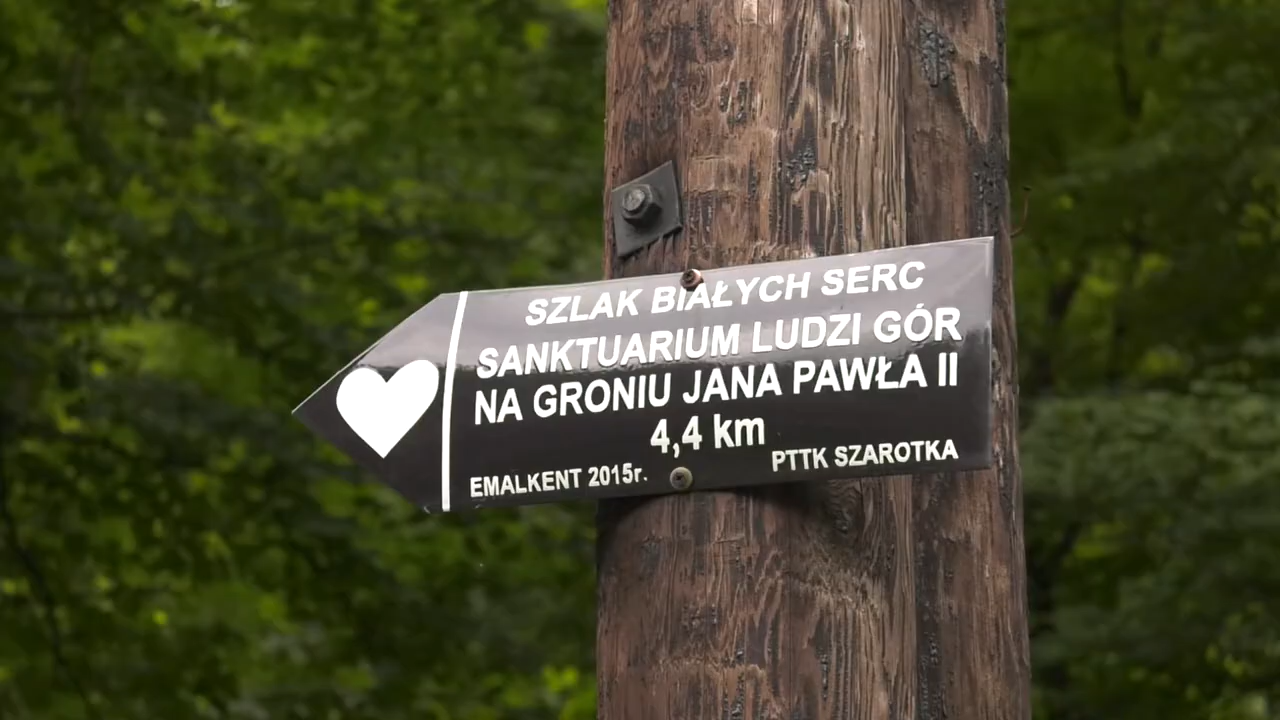 SZLAK BIAŁYCH SERC
SANKTUARIUM LUDZI GÓR
NA GRONIU JANA PAWŁA II
4,4 km
EMALKENT 2015r. PTTK SZAROTKA